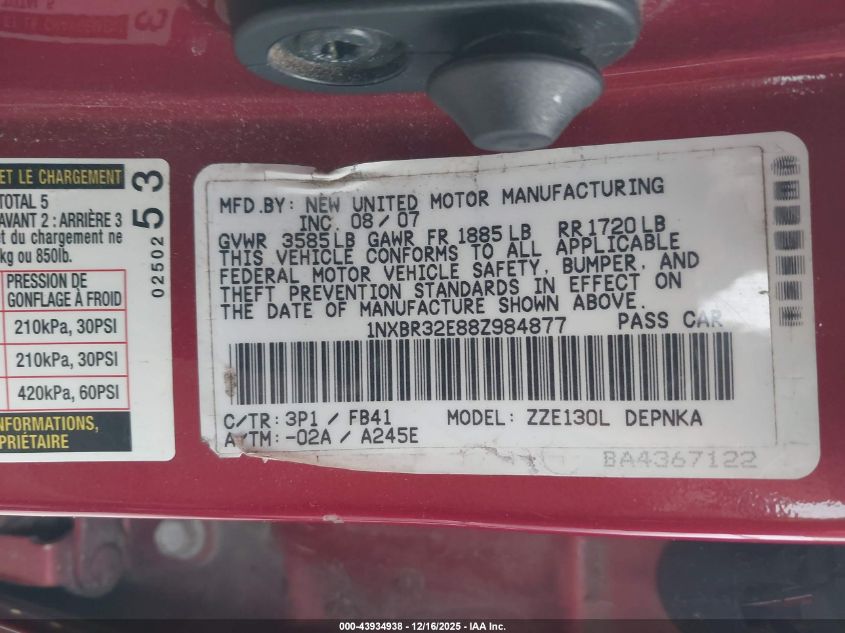 ET LE CHARGEMENT
TOTAL 5
AVANT 2 : ARRIÈRE 3
et du chargement ne
kg ou 850lb.
PRESSION DE
GONFLAGE À FROID
210kPa, 30PSI
210kPa, 30PSI
420kPa, 60PSI
INFORMATIONS,
PRIÉTAIRE
02502 53
MFD.BY: NEW UNITED MOTOR MANUFACTURING
INC. 08/07
GVWR 3585LB GAWR FR 1885LB RR 1720LB
THIS VEHICLE CONFORMS TO ALL APPLICABLE
FEDERAL MOTOR VEHICLE SAFETY, BUMPER, AND
THEFT PREVENTION STANDARDS IN EFFECT ON
THE DATE OF MANUFACTURE SHOWN ABOVE.
1NXBR32E88Z984877 PASS CAR
C/TR: 3P1 / FB41 MODEL: ZZE130L DEPNKA
A/TM: -02A / A245E
BA4367122
000-43934938 - 12/16/2025 - IAA Inc.